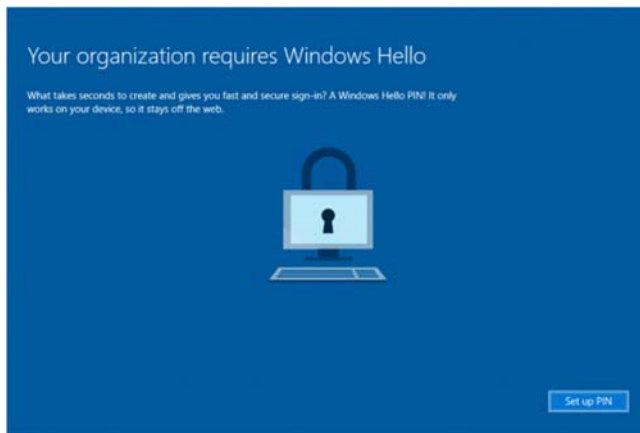 Your organization requires Windows Hello
What takes seconds to create and gives you fast and secure sign-in? A Windows Hello PIN! It only
works on your device, so it stays off the web.
Set up PIN